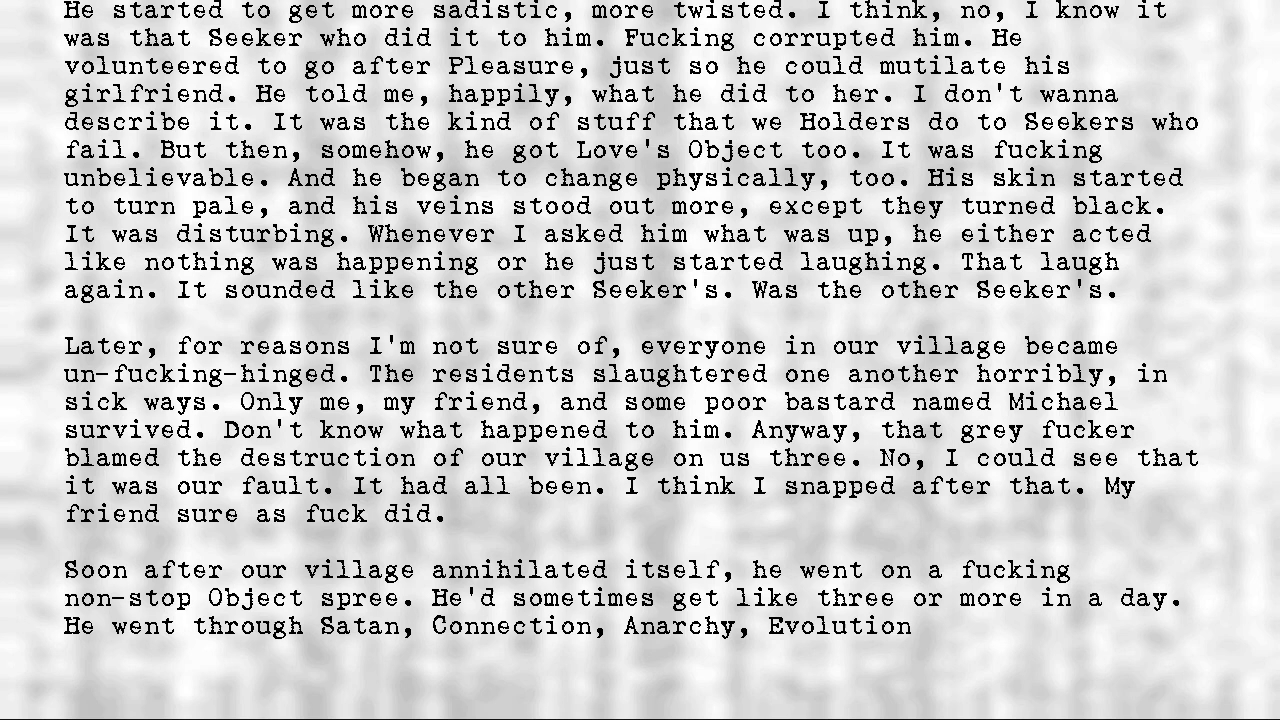 He started to get more sadistic, more twisted. I think, no, I know it
was that Seeker who did it to him. Fucking corrupted him. He
volunteered to go after Pleasure, just so he could mutilate his
girlfriend. He told me, happily, what he did to her. I don't wanna
describe it. It was the kind of stuff that we Holders do to Seekers who
fail. But then, somehow, he got Love's Object too. It was fucking
unbelievable. And he began to change physically, too. His skin started
to turn pale, and his veins stood out more, except they turned black.
It was disturbing. Whenever I asked him what was up, he either acted
like nothing was happening or he just started laughing. That laugh
again. It sounded like the other Seeker's. Was the other Seeker's.
Later, for reasons I'm not sure of, everyone in our village became
un-fucking-hinged. The residents slaughtered one another horribly, in
sick ways. Only me, my friend, and some poor bastard named Michael
survived. Don't know what happened to him. Anyway, that grey fucker
blamed the destruction of our village on us three. No, I could see that
it was our fault. It had all been. I think I snapped after that. My
friend sure as fuck did.
Soon after our village annihilated itself, he went on a fucking
non-stop Object spree. He'd sometimes get like three or more in a day.
He went through Satan, Connection, Anarchy, Evolution